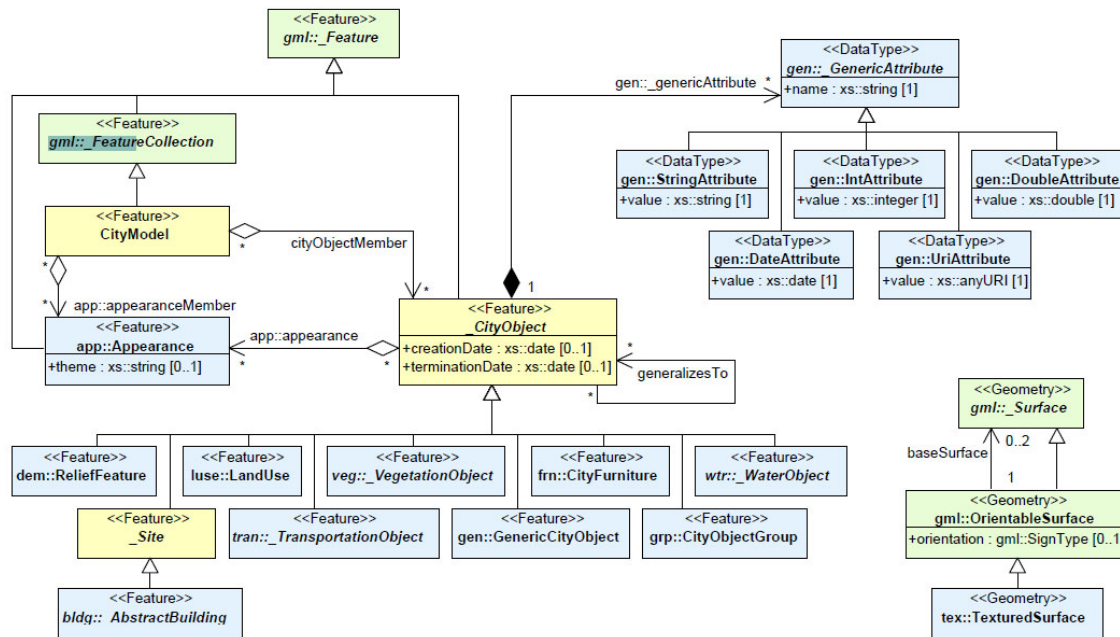 <<Feature>>
gml::_Feature
<<DataType>>
gen::_GenericAttribute
+name : xs::string [1]
gen::_genericAttribute
*
<<Feature>>
gml::_FeatureCollection
<<DataType>>
gen::StringAttribute
+value : xs::string [1]
<<DataType>>
gen::IntAttribute
+value : xs::integer [1]
<<DataType>>
gen::DoubleAttribute
+value : xs::double [1]
<<Feature>>
CityModel
*
cityObjectMember
*
<<DataType>>
gen::DateAttribute
+value : xs::date [1]
<<DataType>>
gen::UriAttribute
+value : xs::anyURI [1]
*
*
app::appearanceMember
1
<<Feature>>
app::Appearance
+theme : xs::string [0..1]
app::appearance
*
*
<<Feature>>
_CityObject
+creationDate : xs::date [0..1]
+terminationDate : xs::date [0..1]
*
generalizesTo
*
<<Geometry>>
gml::_Surface
baseSurface
0..2
1
<<Feature>>
dem::ReliefFeature
<<Feature>>
luse::LandUse
<<Feature>>
veg::_VegetationObject
<<Feature>>
frn::CityFurniture
<<Feature>>
wtr::_WaterObject
<<Geometry>>
gml::OrientableSurface
+orientation : gml::SignType [0..1
<<Feature>>
_Site
<<Feature>>
tran::_TransportationObject
<<Feature>>
gen::GenericCityObject
<<Feature>>
grp::CityObjectGroup
<<Feature>>
bldg::_AbstractBuilding
<<Geometry>>
tex::TexturedSurface